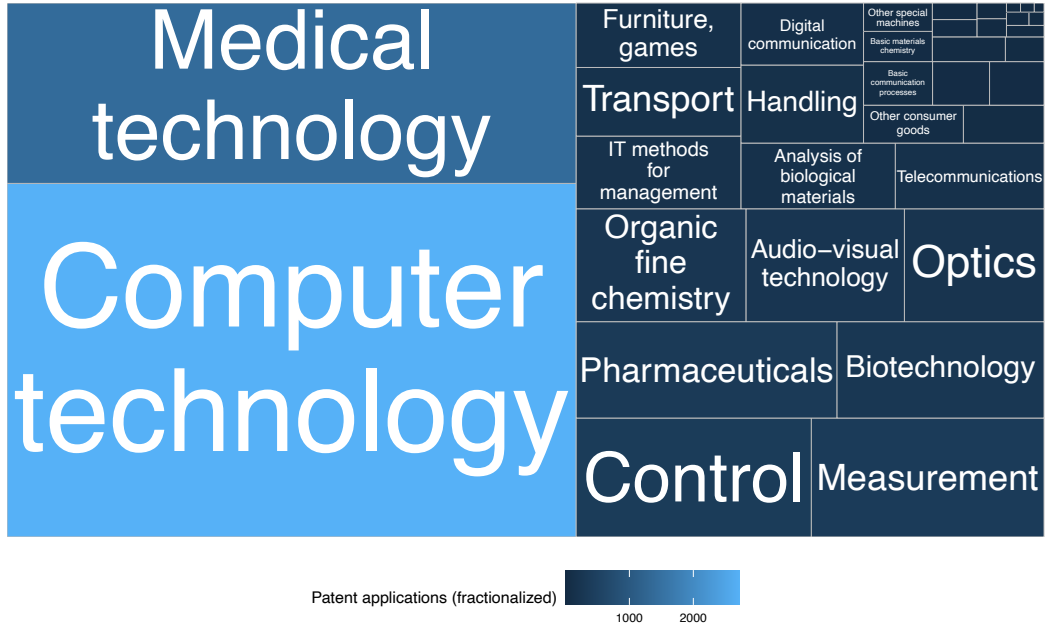 Medical
technology
Computer
technology
Furniture,
games
Transport
IT methods
for
management
Digital
communication
Handling
Other special
machines
Basic materials
chemistry
Basic
communication
processes
Other consumer
goods
Analysis of
biological
materials
Telecommunications
Organic
fine
chemistry
Audio−visual
technology
Optics
Pharmaceuticals
Biotechnology
Control
Measurement
Patent applications (fractionalized)
1000
2000